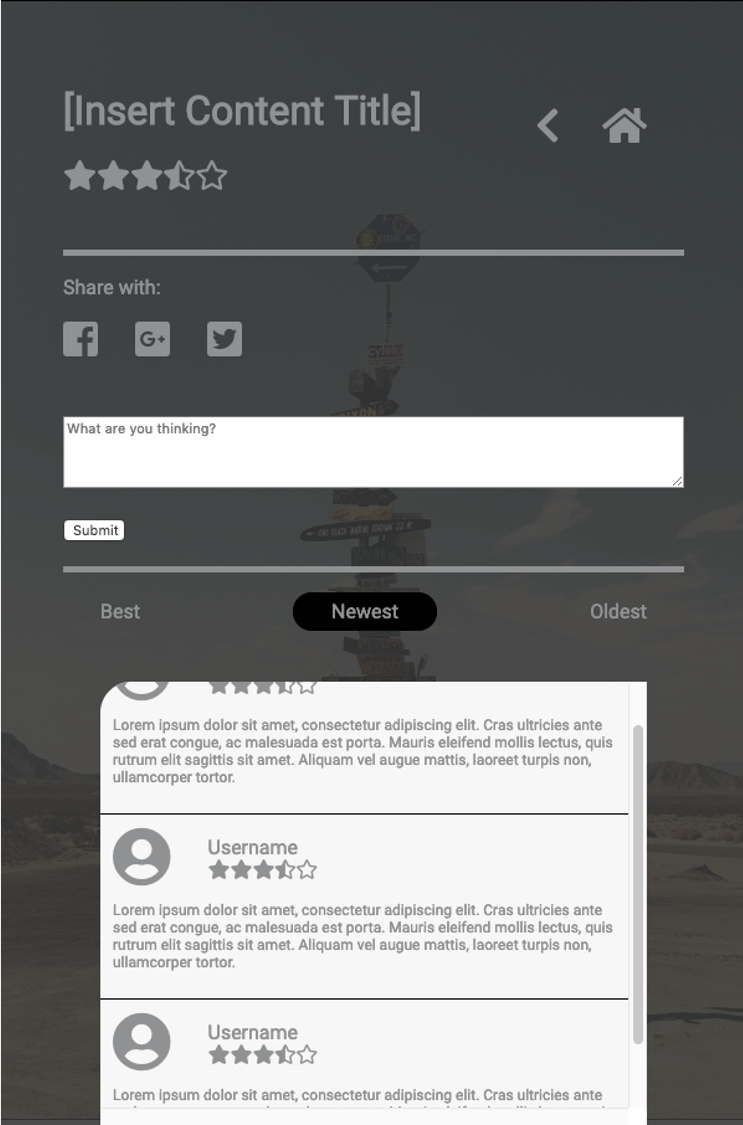 [Insert Content Title]
Share with:
What are you thinking?
Submit
Best Newest Oldest
Lorem ipsum dolor sit amet, consectetur adipiscing elit. Cras ultricies ante
sed erat congue, ac malesuada est porta. Mauris eleifend mollis lectus, quis
rutrum elit sagittis sit amet. Aliquam vel augue mattis, laoreet turpis non,
ullamcorper tortor.
Username
Lorem ipsum dolor sit amet, consectetur adipiscing elit. Cras ultricies ante
sed erat congue, ac malesuada est porta. Mauris eleifend mollis lectus, quis
rutrum elit sagittis sit amet. Aliquam vel augue mattis, laoreet turpis non,
ullamcorper tortor.
Username
Lorem ipsum dolor sit amet, consectetur adipiscing elit. Cras ultricies ante